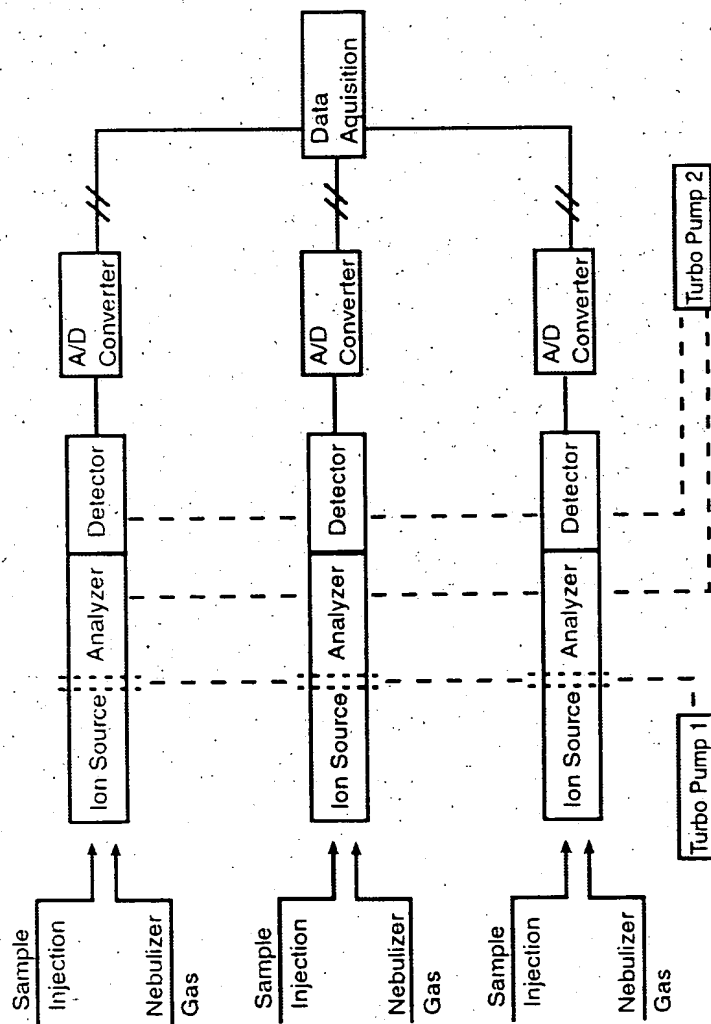 Sample
Injection
Nebulizer
Gas
Ion Source
Analyzer
Detector
A/D
Converter
Sample
Injection
Nebulizer
Gas
Ion Source
Analyzer
Detector
A/D
Converter
Data
Aquisition
Sample
Injection
Nebulizer
Gas
Ion Source
Analyzer
Detector
A/D
Converter
Turbo Pump 1
Turbo Pump 2